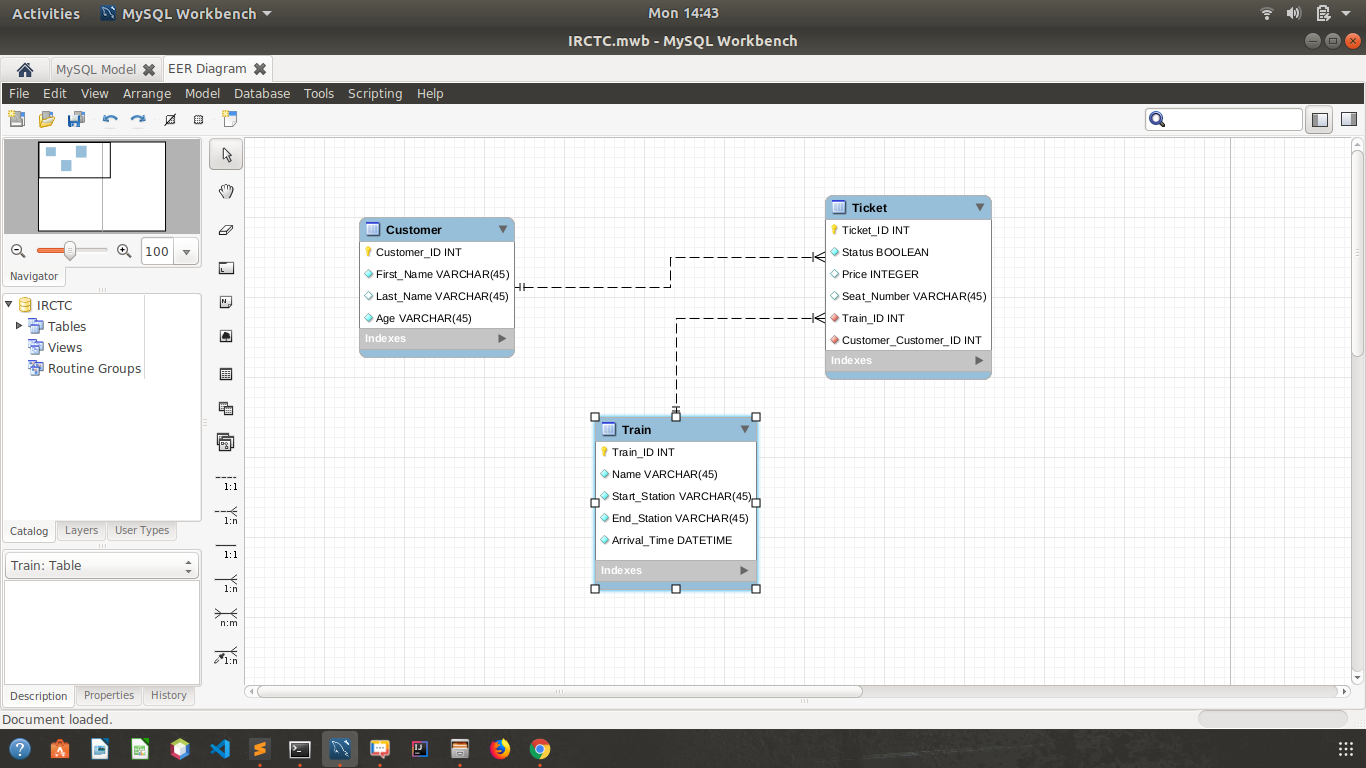 Activities MySQL Workbench Mon 14:43
IRCTC.mwb - MySQL Workbench
MySQL Model EER Diagram
File Edit View Arrange Model Database Tools Scripting Help
100
Navigator
IRCTC
Tables
Views
Routine Groups
Catalog Layers User Types
Train: Table
Description Properties History
Document loaded.
1:1
1:n
1:1
1:n
n:m
1:n
Customer
Customer_ID INT
First_Name VARCHAR(45)
Last_Name VARCHAR(45)
Age VARCHAR(45)
Indexes
Ticket
Ticket_ID INT
Status BOOLEAN
Price INTEGER
Seat_Number VARCHAR(45)
Train_ID INT
Customer_Customer_ID INT
Indexes
Train
Train_ID INT
Name VARCHAR(45)
Start_Station VARCHAR(45)
End_Station VARCHAR(45)
Arrival_Time DATETIME
Indexes